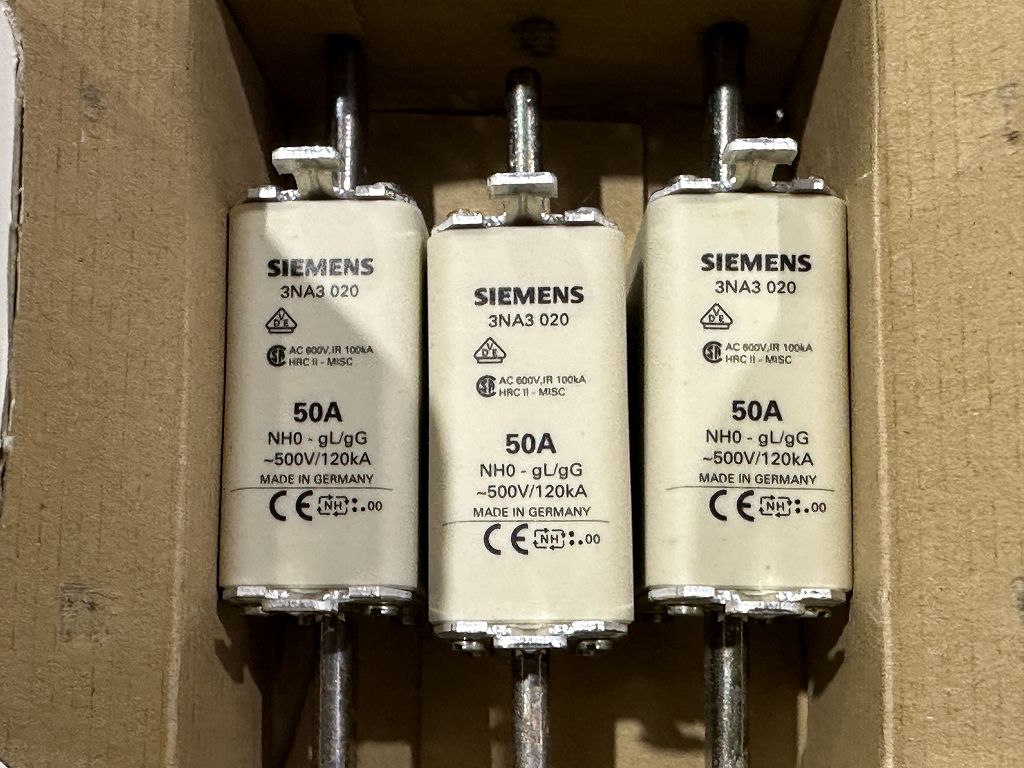 SIEMENS
3NA3 020
VDE
AC 600V,IR 100kA
HRC II - MISC
50A
NH0 - gL/gG
~500V/120kA
MADE IN GERMANY
CE NH :.00
SIEMENS
3NA3 020
VDE
AC 600V,IR 100kA
HRC II - MISC
50A
NH0 - gL/gG
~500V/120kA
MADE IN GERMANY
CE NH :.00
SIEMENS
3NA3 020
VDE
AC 600V,IR 100kA
HRC II - MISC
50A
NH0 - gL/gG
~500V/120kA
MADE IN GERMANY
CE NH :.00